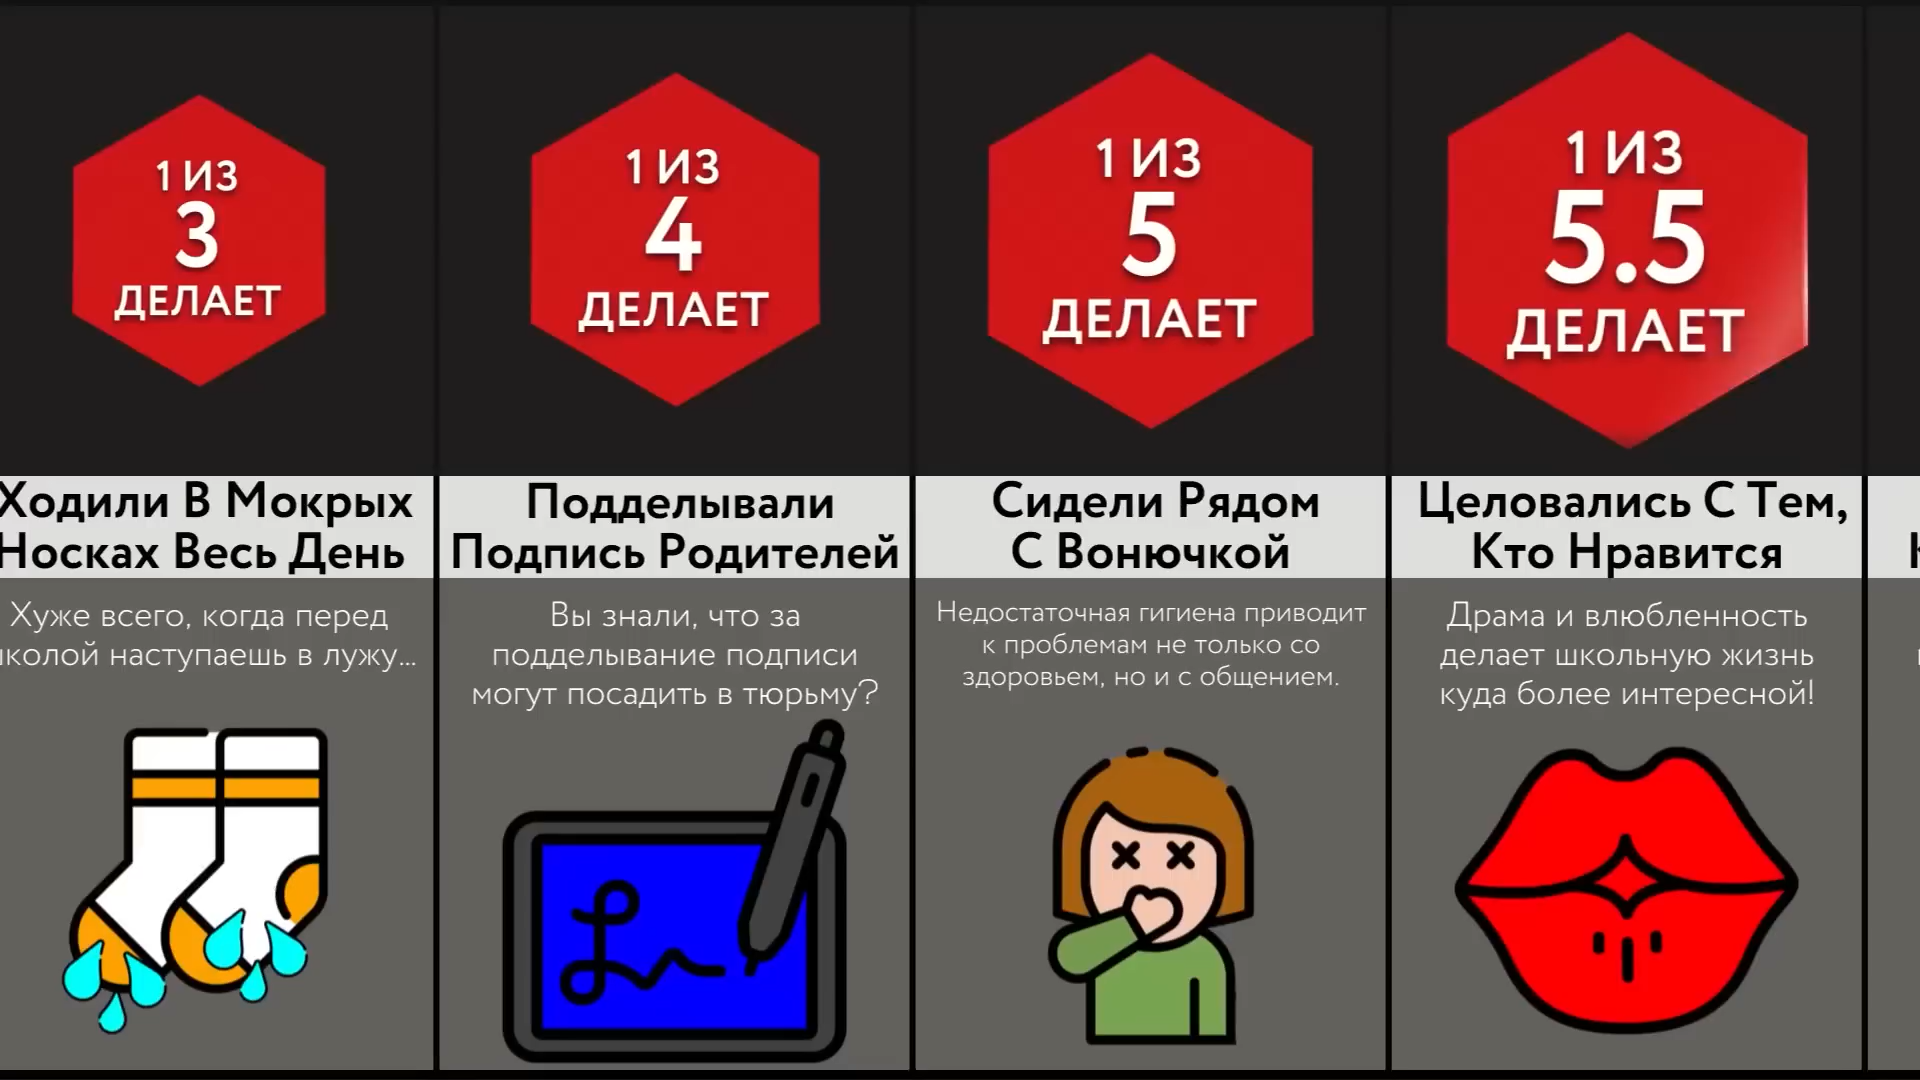 1 ИЗ
3
ДЕЛАЕТ
Ходили В Мокрых
Носках Весь День
Хуже всего, когда перед
школой наступаешь в лужу...
1 ИЗ
4
ДЕЛАЕТ
Подделывали
Подпись Родителей
Вы знали, что за
подделывание подписи
могут посадить в тюрьму?
1 ИЗ
5
ДЕЛАЕТ
Сидели Рядом
С Вонючкой
Недостаточная гигиена приводит
к проблемам не только со
здоровьем, но и с общением.
1 ИЗ
5.5
ДЕЛАЕТ
Целовались С Тем,
Кто Нравится
Драма и влюбленность
делает школьную жизнь
куда более интересной!